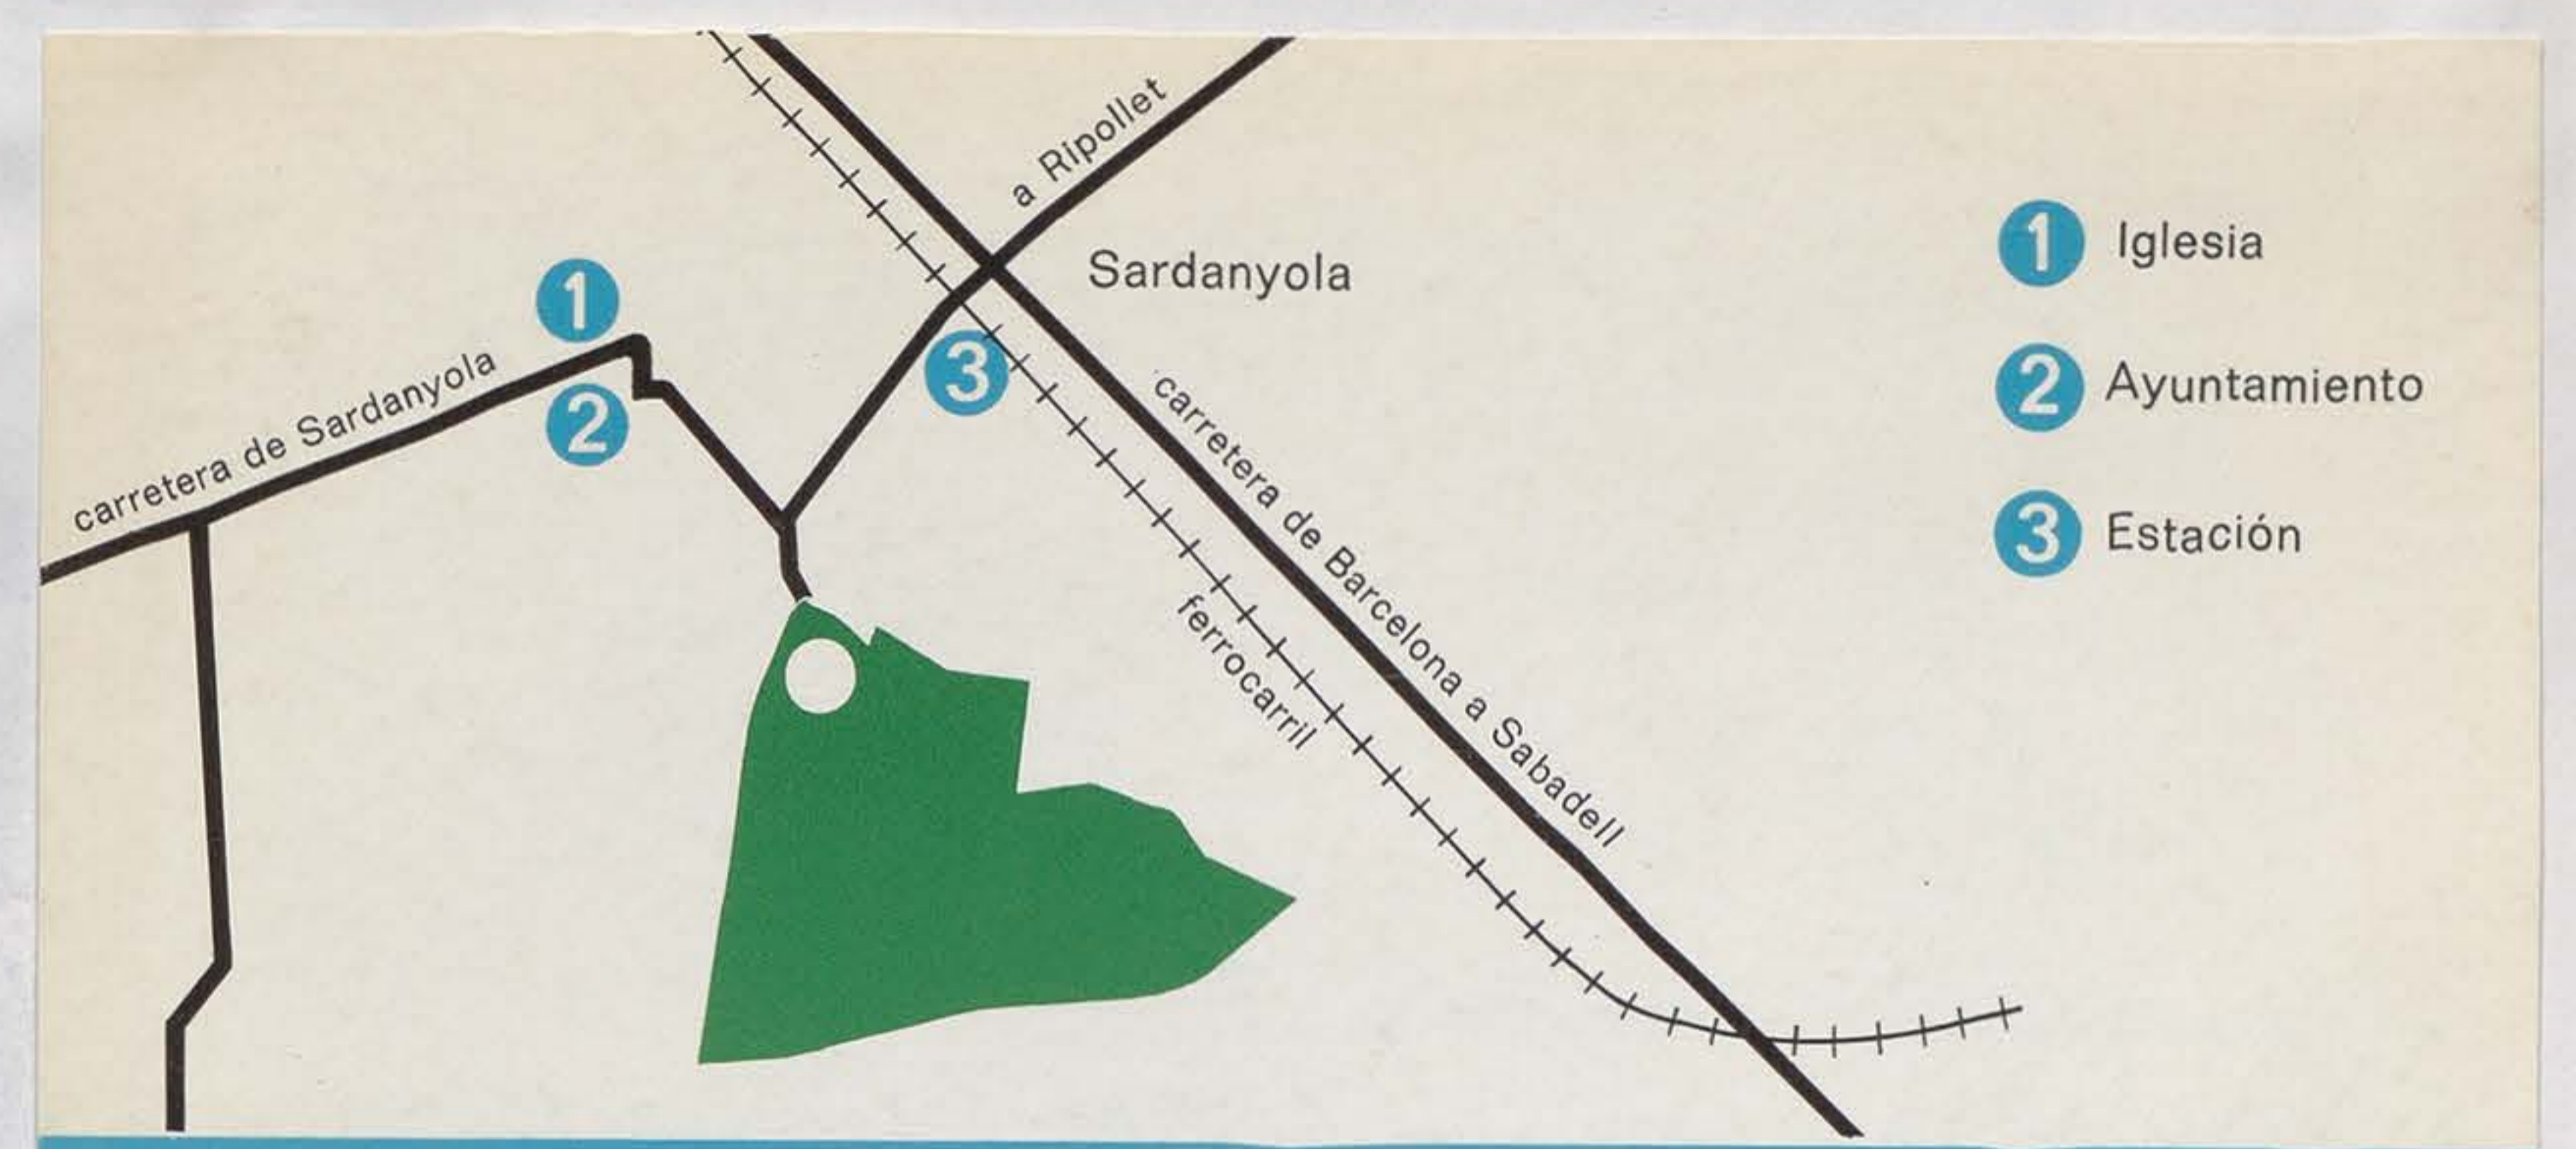 a Ripollet
Sardanyola
1 Iglesia
1
carretera de Sardanyola
2
3
2 Ayuntamiento
carretera de Barcelona a Sabadell
3 Estación
ferrocarril